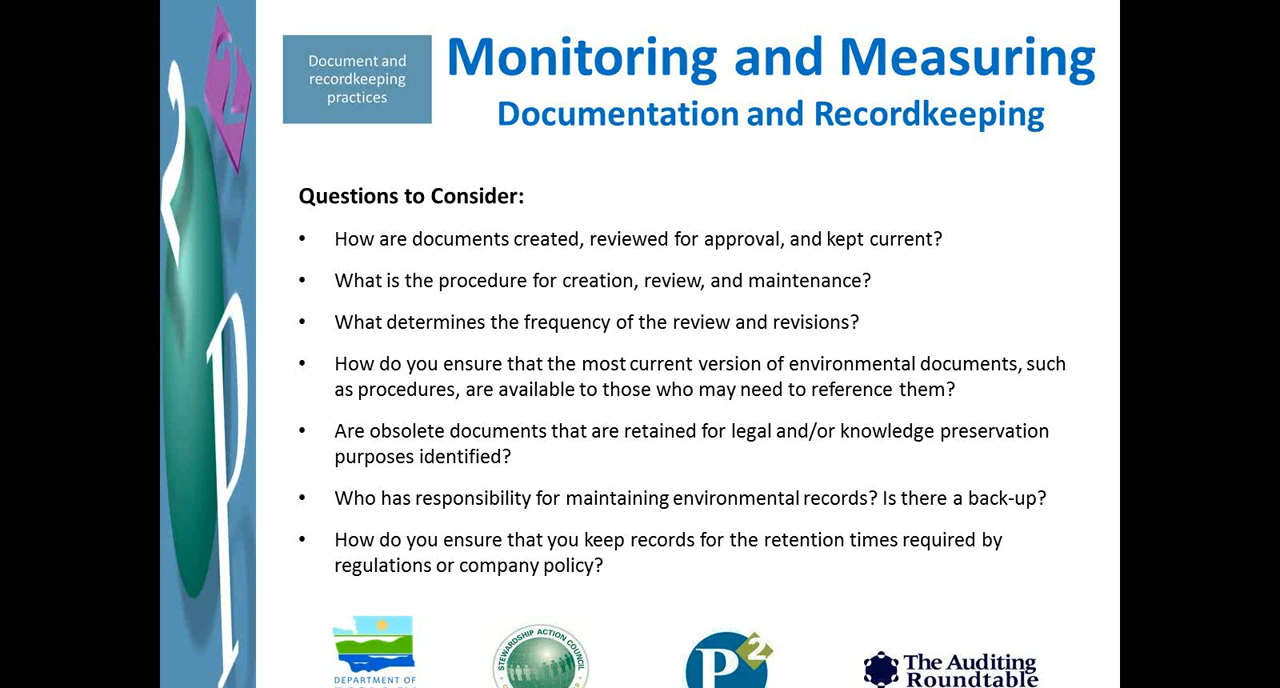 Document and
recordkeeping
practices
Monitoring and Measuring
Documentation and Recordkeeping
Questions to Consider:
• How are documents created, reviewed for approval, and kept current?
• What is the procedure for creation, review, and maintenance?
• What determines the frequency of the review and revisions?
• How do you ensure that the most current version of environmental documents, such
as procedures, are available to those who may need to reference them?
• Are obsolete documents that are retained for legal and/or knowledge preservation
purposes identified?
• Who has responsibility for maintaining environmental records? Is there a back-up?
• How do you ensure that you keep records for the retention times required by
regulations or company policy?
2
P
DEPARTMENT OF
STEWARDSHIP ACTION COUNCIL
P2
The Auditing
Roundtable